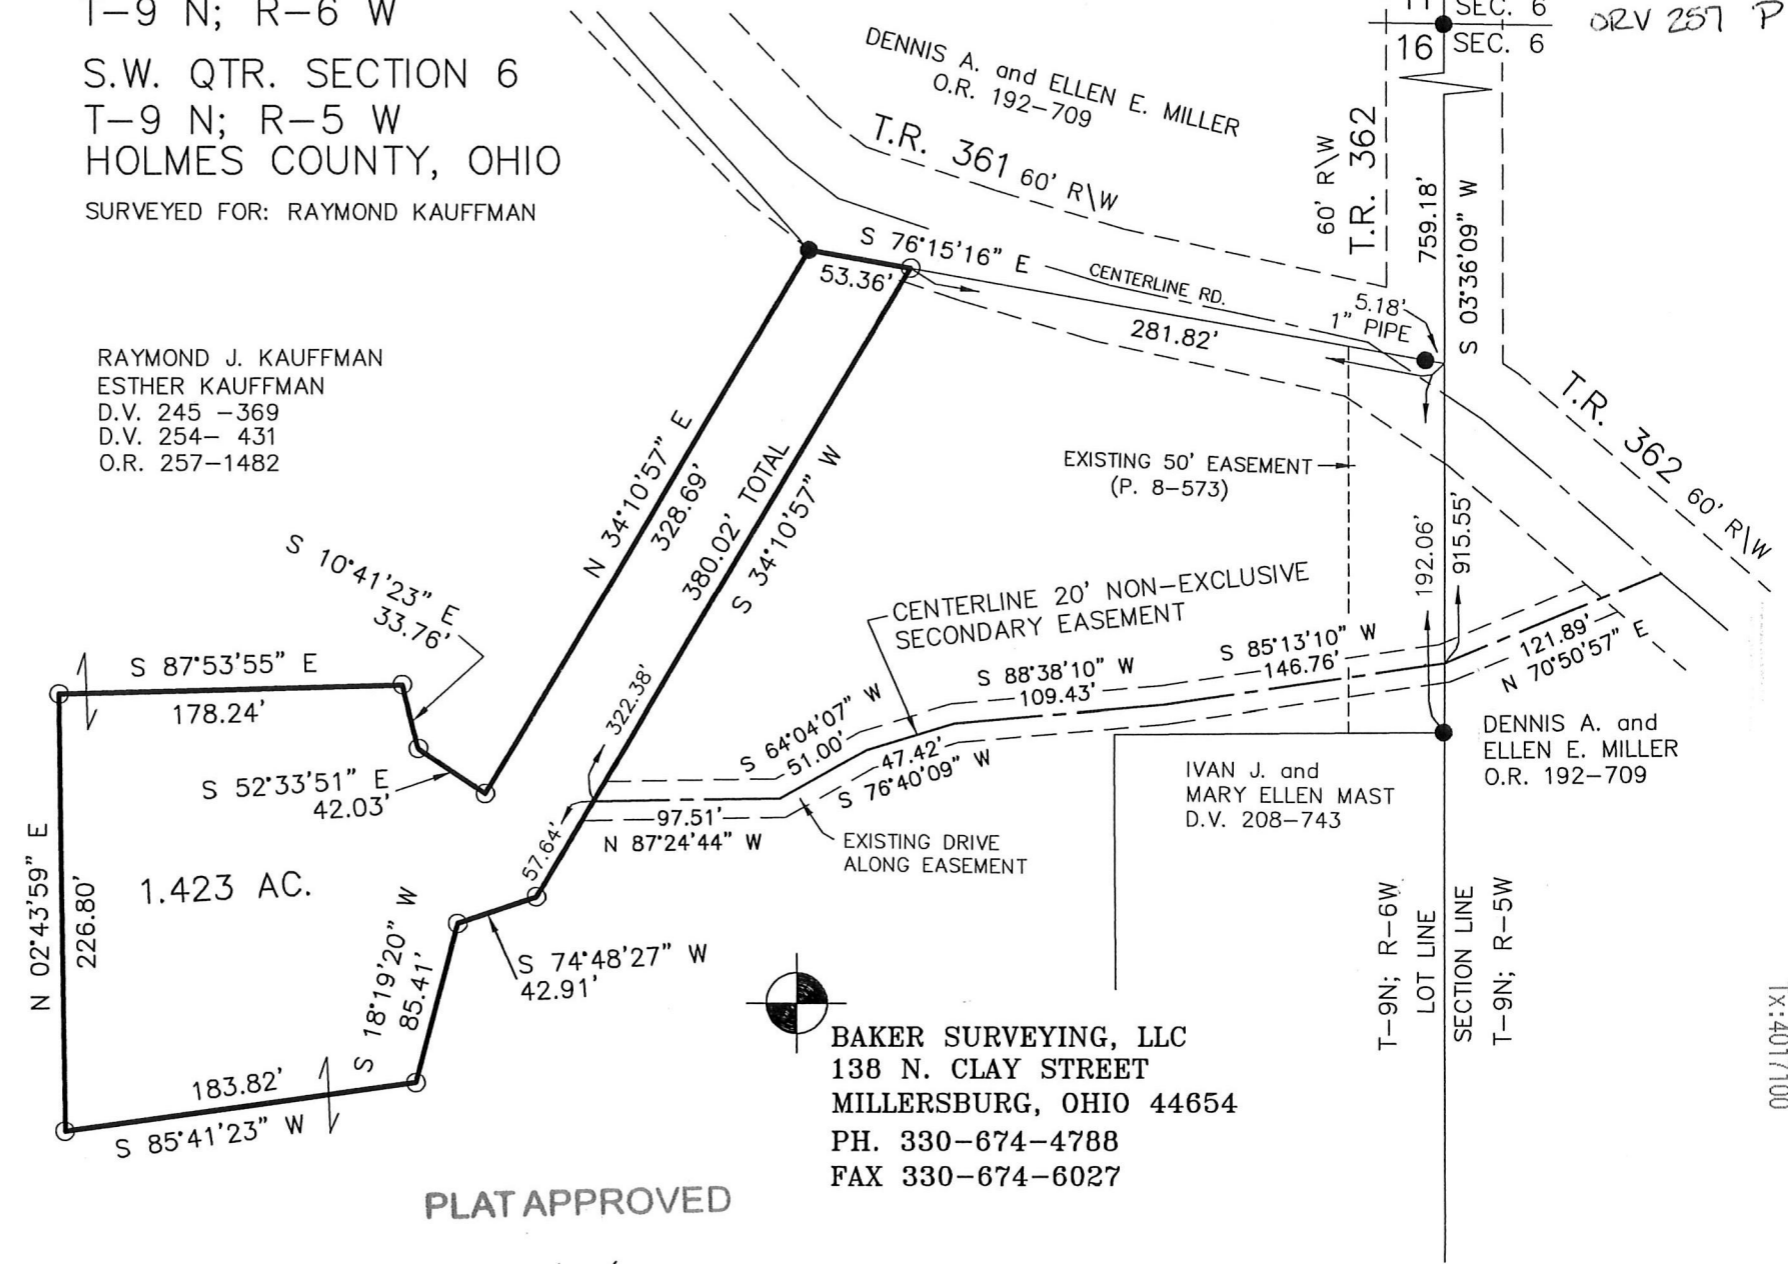 T-9 N; R-6 W
S.W. QTR. SECTION 6
T-9 N; R-5 W
HOLMES COUNTY, OHIO
SURVEYED FOR: RAYMOND KAUFFMAN
RAYMOND J. KAUFFMAN
ESTHER KAUFFMAN
D.V. 245 -369
D.V. 254- 431
O.R. 257-1482
DENNIS A. and ELLEN E. MILLER
O.R. 192-709
T.R. 361 60' R\W
60' R\W
T.R. 362
SEC. 6
16 SEC. 6
ORV 257 P
759.18'
S 03°36'09" W
S 76°15'16" E
53.36'
CENTERLINE RD.
281.82'
5.18'
1" PIPE
T.R. 362 60' R\W
EXISTING 50' EASEMENT
(P. 8-573)
192.06'
915.55'
N 34°10'57" E
328.69'
380.02' TOTAL
S 34°10'57" W
S 10°41'23" E
33.76'
S 87°53'55" E
178.24'
S 52°33'51" E
42.03'
322.38'
CENTERLINE 20' NON-EXCLUSIVE
SECONDARY EASEMENT
S 64°04'07" W
51.00'
47.42'
S 76°40'09" W
S 88°38'10" W
109.43'
S 85°13'10" W
146.76'
121.89'
N 70°50'57" E
97.51'
N 87°24'44" W
57.64'
EXISTING DRIVE
ALONG EASEMENT
IVAN J. and
MARY ELLEN MAST
D.V. 208-743
DENNIS A. and
ELLEN E. MILLER
O.R. 192-709
N 02°43'59" E
226.80'
1.423 AC.
S 18°19'20" W
85.41'
S 74°48'27" W
42.91'
183.82'
S 85°41'23" W
T-9N; R-6W
LOT LINE
SECTION LINE
T-9N; R-5W
BAKER SURVEYING, LLC
138 N. CLAY STREET
MILLERSBURG, OHIO 44654
PH. 330-674-4788
FAX 330-674-6027
PLAT APPROVED